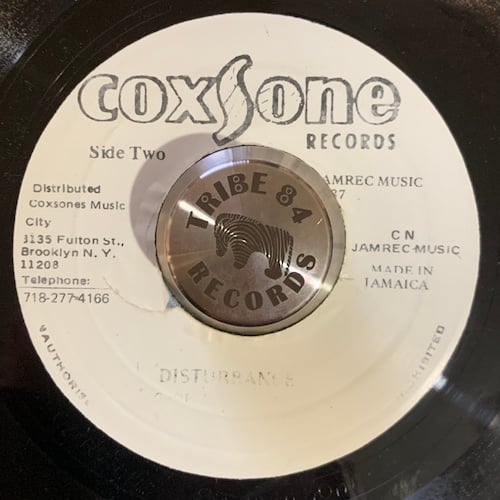 coxsone
RECORDS
Side Two
JAMREC MUSIC
Distributed
Coxsones Music
City
3135 Fulton St.,
Brooklyn N. Y.
11208
Telephone:
718-277-4166
TRIBE 84
RECORDS
C N
JAMREC-MUSIC
MADE IN
JAMAICA
DISTURBANCE